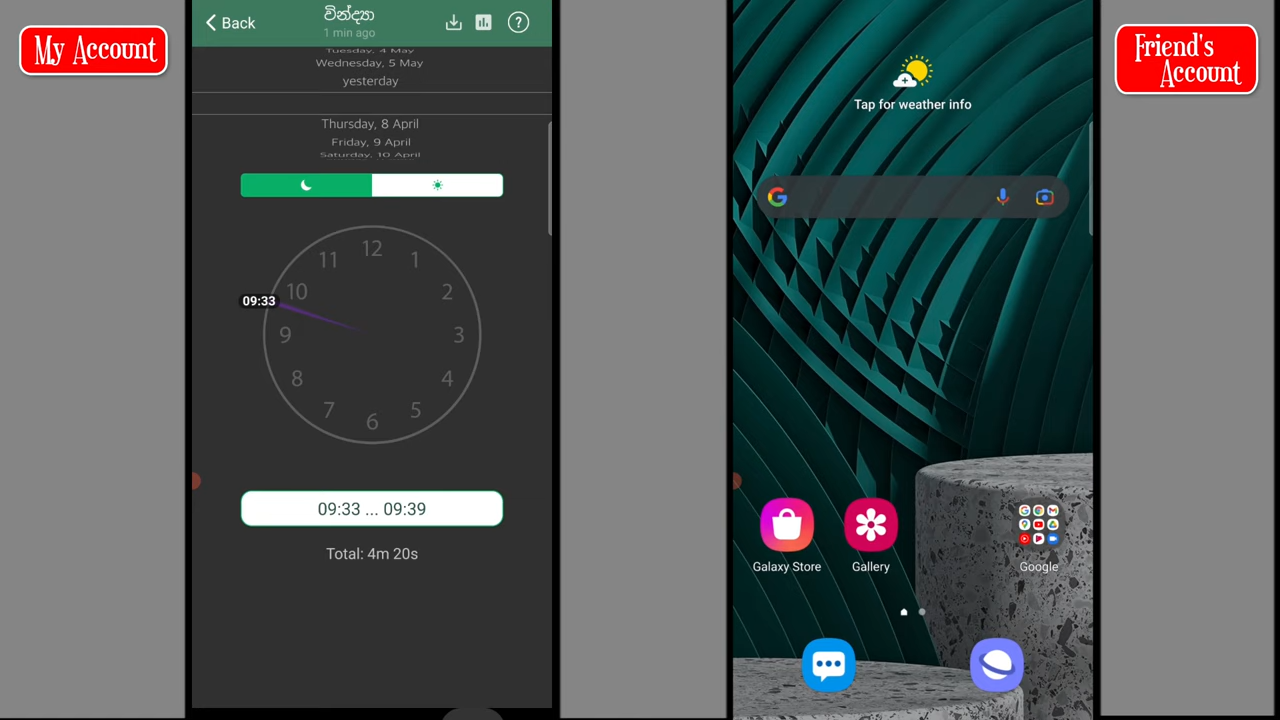 My Account
Back
වින්ද්‍යා
1 min ago
Tuesday, 4 May
Wednesday, 5 May
yesterday
Thursday, 8 April
Friday, 9 April
Saturday, 10 April
12
11
1
10
2
09:33
9
3
8
4
7
5
6
09:33 ... 09:39
Total: 4m 20s
Friend's
Account
Tap for weather info
Galaxy Store
Gallery
Google